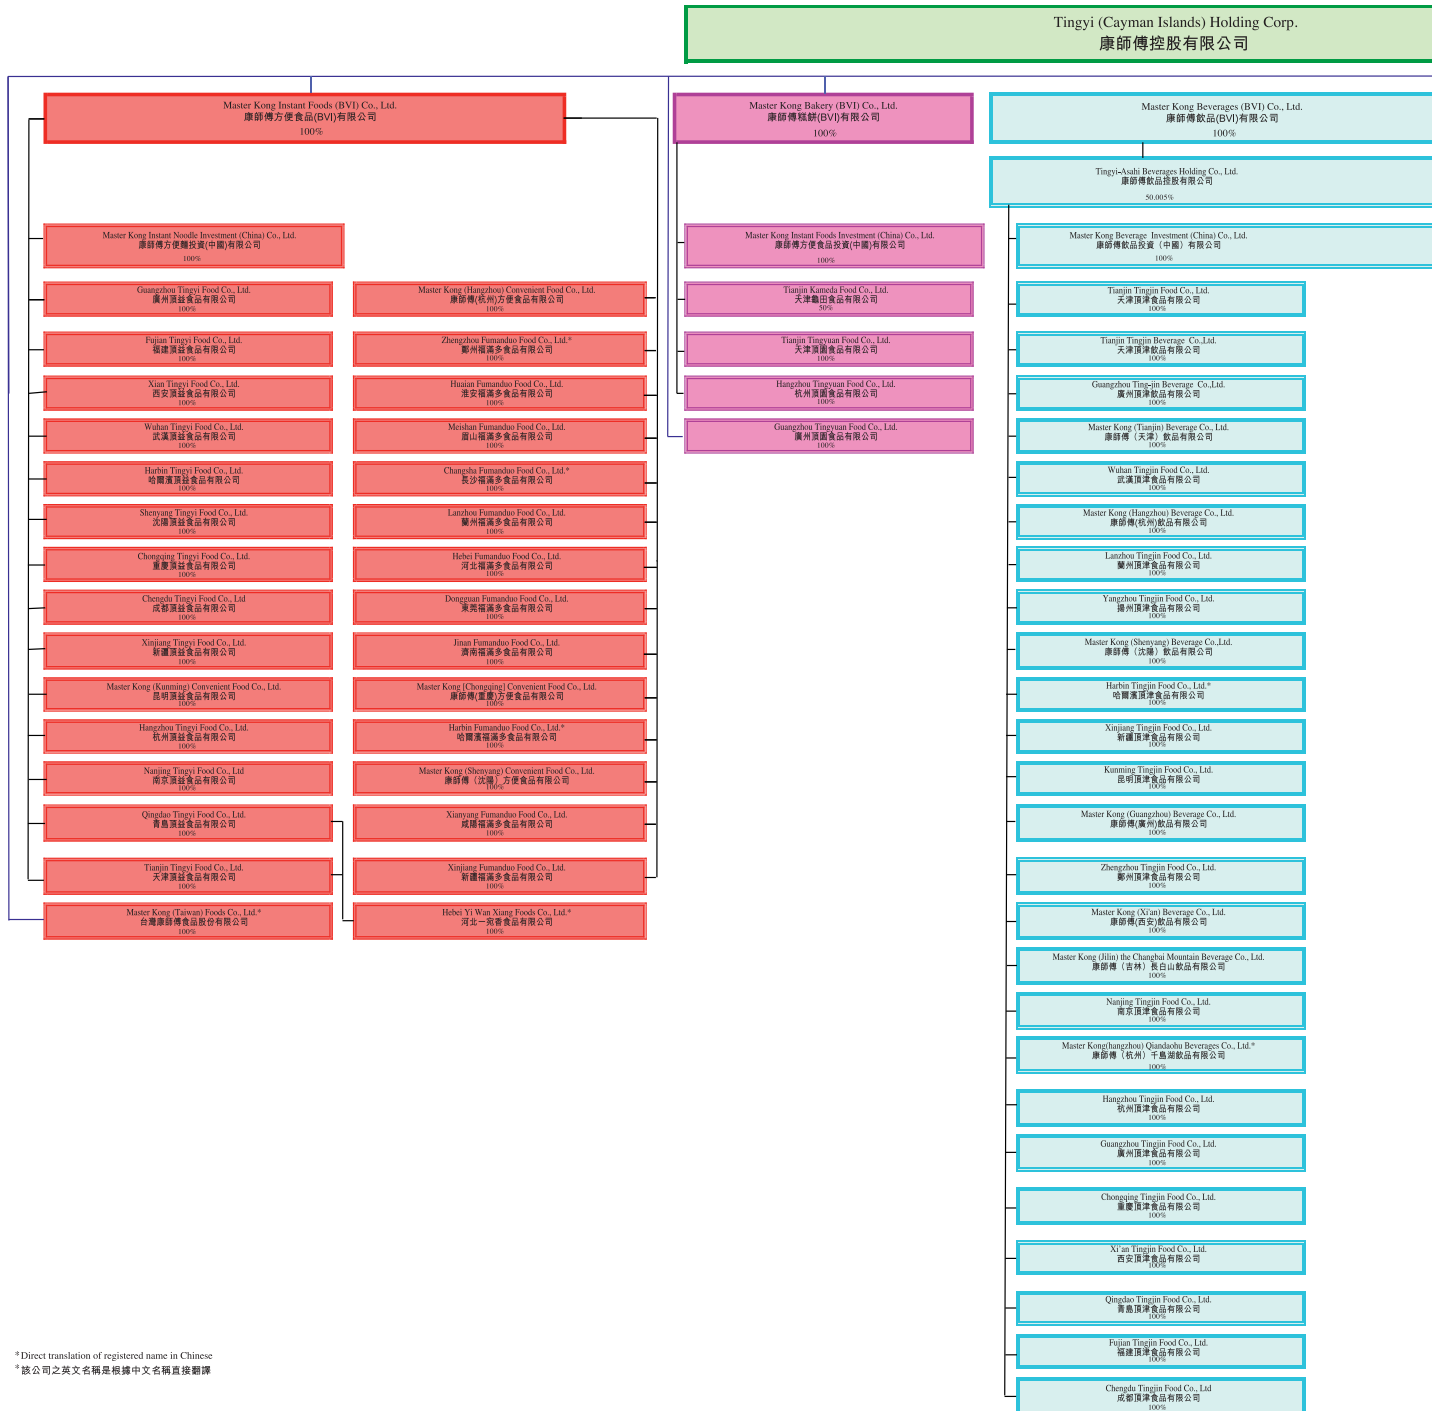 Tingyi (Cayman Islands) Holding Corp.
康師傅控股有限公司
Master Kong Instant Foods (BVI) Co., Ltd.
康師傅方便食品(BVI)有限公司
100%
Master Kong Bakery (BVI) Co., Ltd.
康師傅糕餅(BVI)有限公司
100%
Master Kong Beverages (BVI) Co., Ltd.
康師傅飲品(BVI)有限公司
100%
Tingyi-Asahi Beverages Holding Co., Ltd.
康師傅飲品控股有限公司
50.005%
Master Kong Instant Noodle Investment (China) Co., Ltd.
康師傅方便麵投資(中國)有限公司
100%
Guangzhou Tingyi Food Co., Ltd.
廣州頂益食品有限公司
100%
Fujian Tingyi Food Co., Ltd.
福建頂益食品有限公司
100%
Xian Tingyi Food Co., Ltd.
西安頂益食品有限公司
100%
Wuhan Tingyi Food Co., Ltd.
武漢頂益食品有限公司
100%
Harbin Tingyi Food Co., Ltd.
哈爾濱頂益食品有限公司
100%
Shenyang Tingyi Food Co., Ltd.
沈陽頂益食品有限公司
100%
Chongqing Tingyi Food Co., Ltd.
重慶頂益食品有限公司
100%
Chengdu Tingyi Food Co., Ltd
成都頂益食品有限公司
100%
Xinjiang Tingyi Food Co., Ltd.
新疆頂益食品有限公司
100%
Master Kong (Kunming) Convenient Food Co., Ltd.
昆明頂益食品有限公司
100%
Hangzhou Tingyi Food Co., Ltd.
杭州頂益食品有限公司
100%
Nanjing Tingyi Food Co., Ltd
南京頂益食品有限公司
100%
Qingdao Tingyi Food Co., Ltd.
青島頂益食品有限公司
100%
Tianjin Tingyi Food Co., Ltd.
天津頂益食品有限公司
100%
Master Kong (Taiwan) Foods Co., Ltd.*
台灣康師傅食品股份有限公司
100%
Master Kong (Hangzhou) Convenient Food Co., Ltd.
康師傅(杭州)方便食品有限公司
100%
Zhengzhou Fumanduo Food Co., Ltd.*
鄭州福滿多食品有限公司
100%
Huaian Fumanduo Food Co., Ltd.
淮安福滿多食品有限公司
100%
Meishan Fumanduo Food Co., Ltd.
眉山福滿多食品有限公司
100%
Changsha Fumanduo Food Co., Ltd.*
長沙福滿多食品有限公司
100%
Lanzhou Fumanduo Food Co., Ltd.
蘭州福滿多食品有限公司
100%
Hebei Fumanduo Food Co., Ltd.
河北福滿多食品有限公司
100%
Dongguan Fumanduo Food Co., Ltd.
東莞福滿多食品有限公司
100%
Jinan Fumanduo Food Co., Ltd.
濟南福滿多食品有限公司
100%
Master Kong [Chongqing] Convenient Food Co., Ltd.
康師傅(重慶)方便食品有限公司
100%
Harbin Fumanduo Food Co., Ltd.*
哈爾濱福滿多食品有限公司
100%
Master Kong (Shenyang) Convenient Food Co., Ltd.
康師傅（沈陽）方便食品有限公司
100%
Xianyang Fumanduo Food Co., Ltd.
咸陽福滿多食品有限公司
100%
Xinjiang Fumanduo Food Co., Ltd.
新疆福滿多食品有限公司
100%
Hebei Yi Wan Xiang Foods Co., Ltd.*
河北一宛香食品有限公司
100%
Master Kong Instant Foods Investment (China) Co., Ltd.
康師傅方便食品投資(中國)有限公司
100%
Tianjin Kameda Food Co., Ltd.
天津龜田食品有限公司
50%
Tianjin Tingyuan Food Co., Ltd.
天津頂園食品有限公司
100%
Hangzhou Tingyuan Food Co., Ltd.
杭州頂園食品有限公司
100%
Guangzhou Tingyuan Food Co., Ltd.
廣州頂園食品有限公司
100%
Master Kong Beverage Investment (China) Co., Ltd.
康師傅飲品投資（中國）有限公司
100%
Tianjin Tingjin Food Co., Ltd.
天津頂津食品有限公司
100%
Tianjin Tingjin Beverage Co.,Ltd.
天津頂津飲品有限公司
100%
Guangzhou Ting-jin Beverage Co.,Ltd.
廣州頂津飲品有限公司
100%
Master Kong (Tianjin) Beverage Co., Ltd.
康師傅（天津）飲品有限公司
100%
Wuhan Tingjin Food Co., Ltd.
武漢頂津食品有限公司
100%
Master Kong (Hangzhou) Beverage Co., Ltd.
康師傅(杭州)飲品有限公司
100%
Lanzhou Tingjin Food Co., Ltd.
蘭州頂津食品有限公司
100%
Yangzhou Tingjin Food Co., Ltd.
揚州頂津食品有限公司
100%
Master Kong (Shenyang) Beverage Co.,Ltd.
康師傅（沈陽）飲品有限公司
100%
Harbin Tingjin Food Co., Ltd.*
哈爾濱頂津食品有限公司
100%
Xinjiang Tingjin Food Co., Ltd.
新疆頂津食品有限公司
100%
Kunming Tingjin Food Co., Ltd.
昆明頂津食品有限公司
100%
Master Kong (Guangzhou) Beverage Co., Ltd.
康師傅(廣州)飲品有限公司
100%
Zhengzhou Tingjin Food Co., Ltd.
鄭州頂津食品有限公司
100%
Master Kong (Xi'an) Beverage Co., Ltd.
康師傅(西安)飲品有限公司
100%
Master Kong (Jilin) the Changbai Mountain Beverage Co., Ltd.
康師傅（吉林）長白山飲品有限公司
100%
Nanjing Tingjin Food Co., Ltd.
南京頂津食品有限公司
100%
Master Kong(hangzhou) Qiandaohu Beverages Co., Ltd.*
康師傅（杭州）千島湖飲品有限公司
100%
Hangzhou Tingjin Food Co., Ltd.
杭州頂津食品有限公司
100%
Guangzhou Tingjin Food Co., Ltd.
廣州頂津食品有限公司
100%
Chongqing Tingjin Food Co., Ltd.
重慶頂津食品有限公司
100%
Xi'an Tingjin Food Co., Ltd.
西安頂津食品有限公司
100%
Qingdao Tingjin Food Co., Ltd.
青島頂津食品有限公司
100%
Fujian Tingjin Food Co., Ltd.
福建頂津食品有限公司
100%
Chengdu Tingjin Food Co., Ltd
成都頂津食品有限公司
100%
*Direct translation of registered name in Chinese
*該公司之英文名稱是根據中文名稱直接翻譯